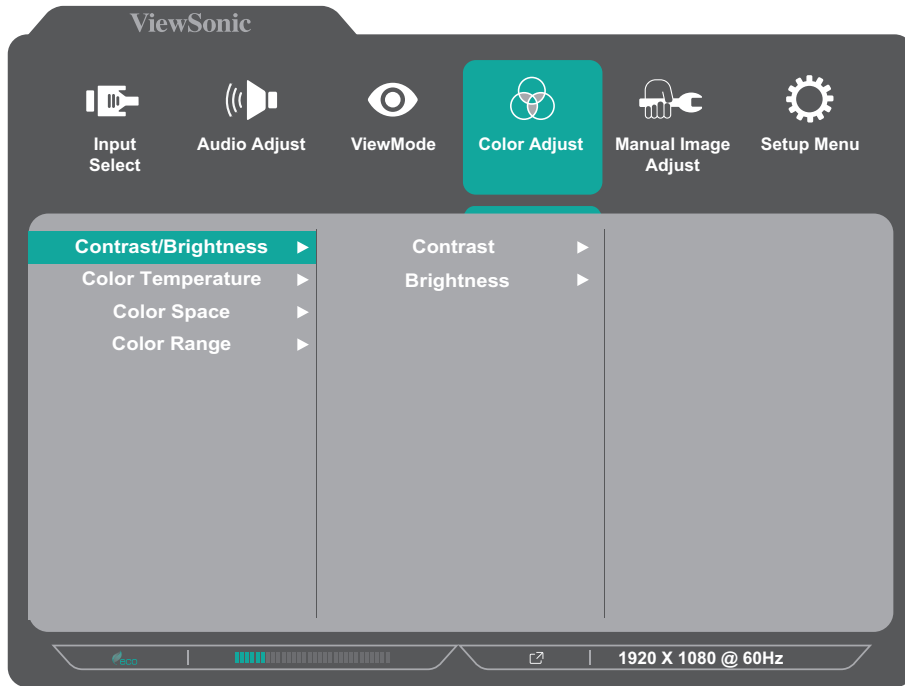 ViewSonic
Input
Select
Audio Adjust
ViewMode
Color Adjust
Manual Image
Adjust
Setup Menu
Contrast/Brightness
Contrast
Color Temperature
Brightness
Color Space
Color Range
eco
1920 X 1080 @ 60Hz